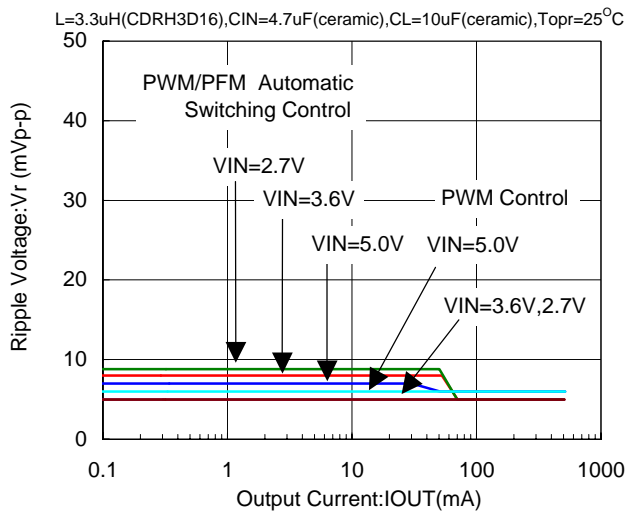 L=3.3uH(CDRH3D16),CIN=4.7uF(ceramic),CL=10uF(ceramic),Topr=25OC
50
40
30
20
10
0
Ripple Voltage:Vr (mVp-p)
PWM/PFM Automatic
Switching Control
VIN=2.7V
VIN=3.6V
PWM Control
VIN=5.0V
VIN=5.0V
VIN=3.6V,2.7V
0.1
1
10
100
1000
Output Current:IOUT(mA)